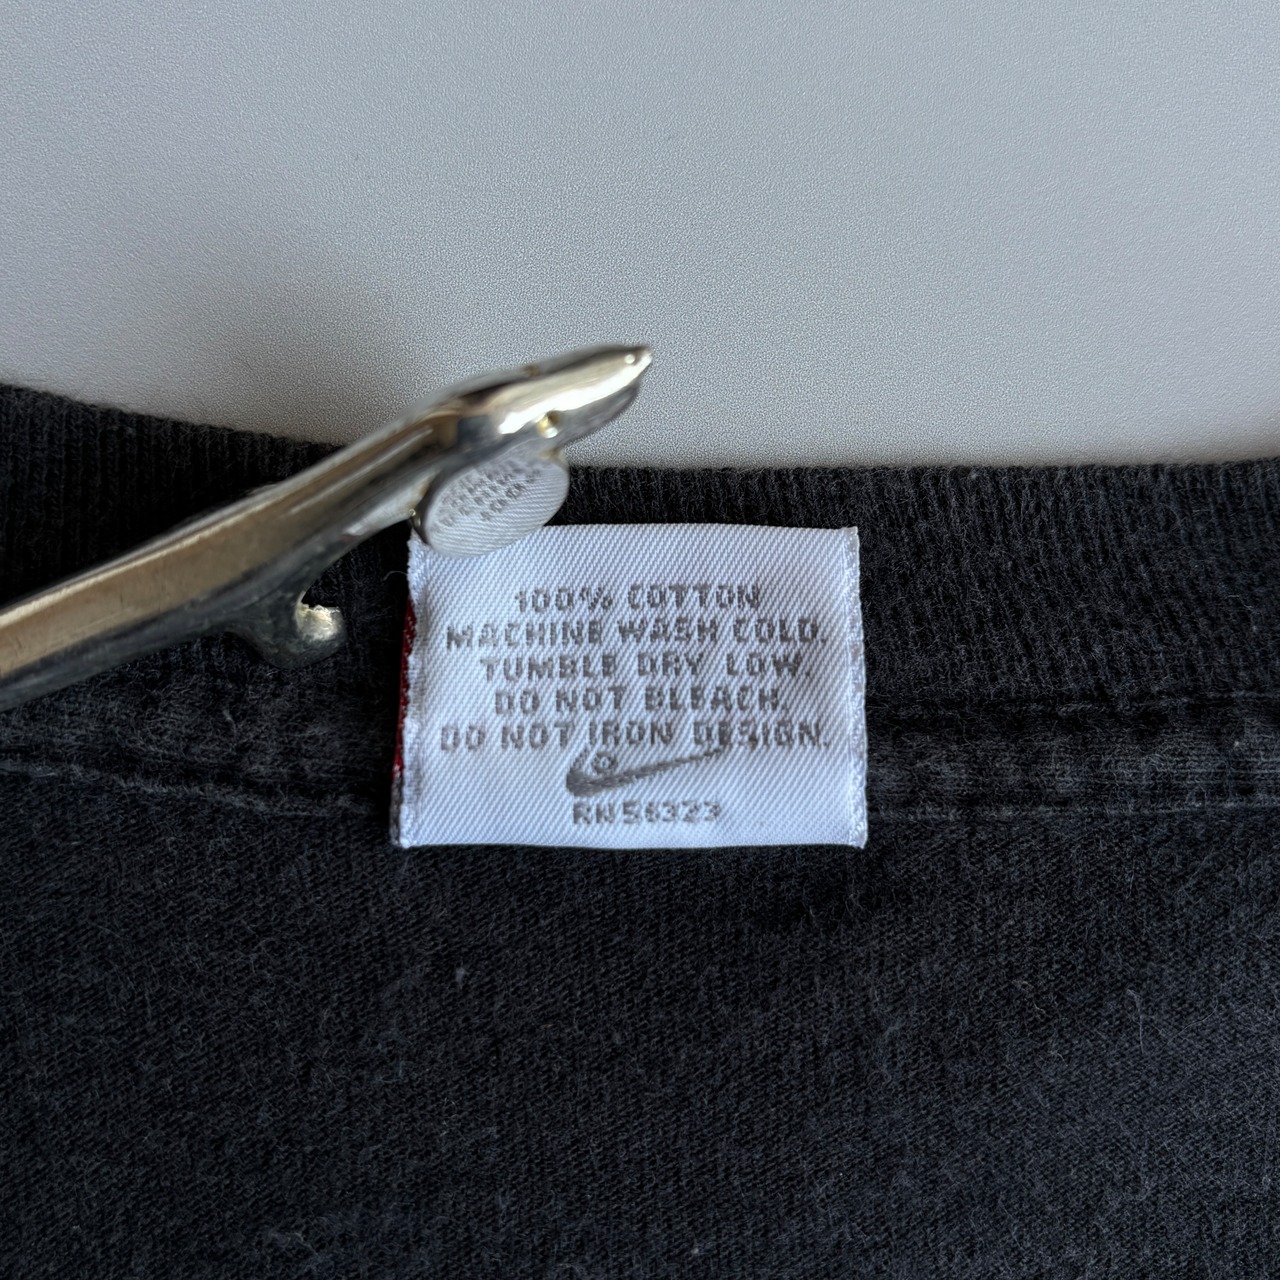 100% COTTON
MACHINE WASH COLD.
TUMBLE DRY LOW.
DO NOT BLEACH.
DO NOT IRON DESIGN.
RN56323